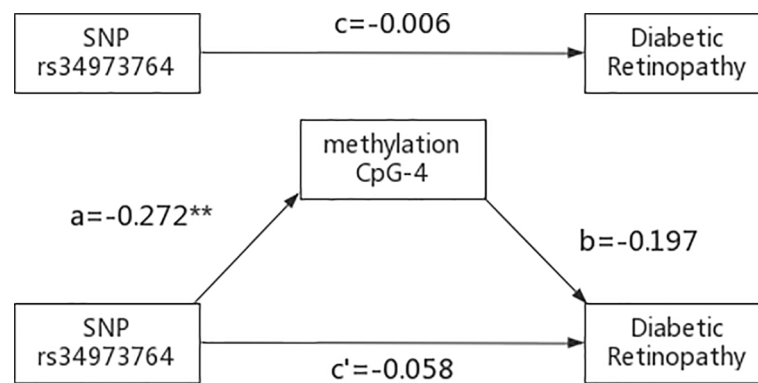 c=-0.006
SNP
rs34973764
Diabetic
Retinopathy
methylation
CpG-4
a=-0.272**
b=-0.197
SNP
rs34973764
Diabetic
Retinopathy
c'=-0.058